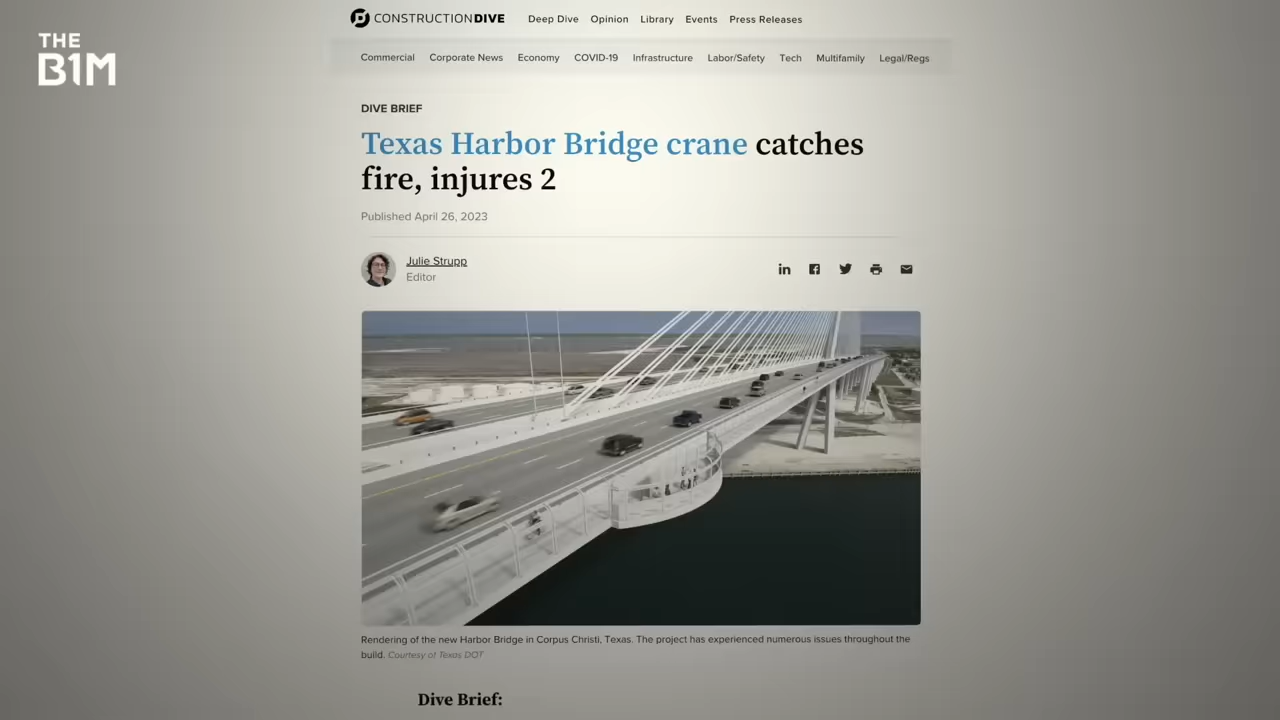 THE
B1M
CONSTRUCTIONDIVE Deep Dive Opinion Library Events Press Releases
Commercial Corporate News Economy COVID-19 Infrastructure Labor/Safety Tech Multifamily Legal/Regs
DIVE BRIEF
Texas Harbor Bridge crane catches
fire, injures 2
Published April 26, 2023
Julie Strupp
Editor
Rendering of the new Harbor Bridge in Corpus Christi, Texas. The project has experienced numerous issues throughout the
build. Courtesy of Texas DOT
Dive Brief: